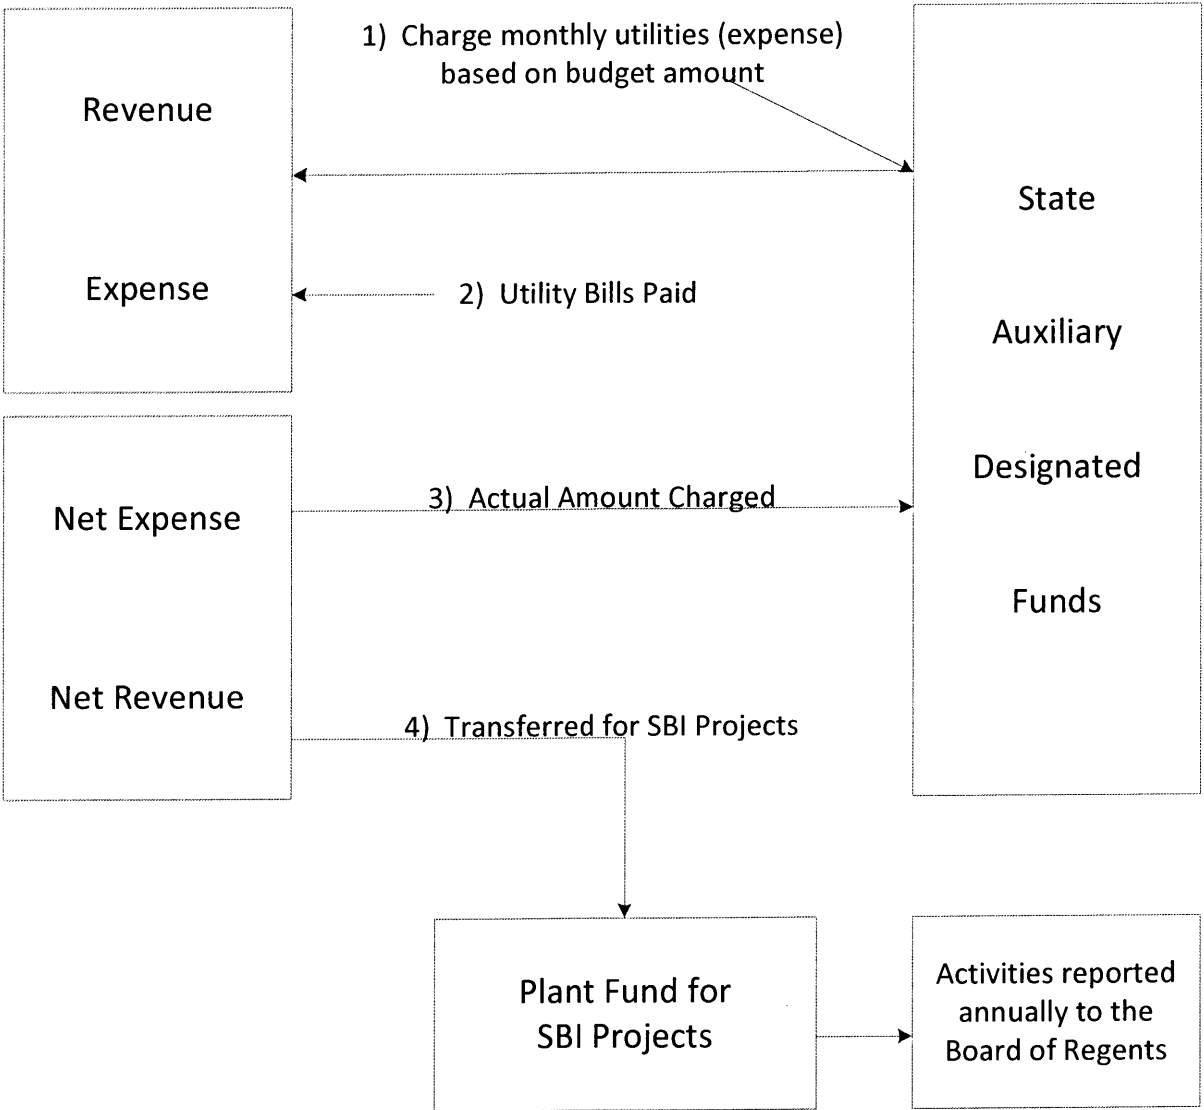 1) Charge monthly utilities (expense)
based on budget amount
Revenue
State
Expense
2) Utility Bills Paid
Auxiliary
Designated
Net Expense
3) Actual Amount Charged
Funds
Net Revenue
4) Transferred for SBI Projects
Plant Fund for
SBI Projects
Activities reported
annually to the
Board of Regents